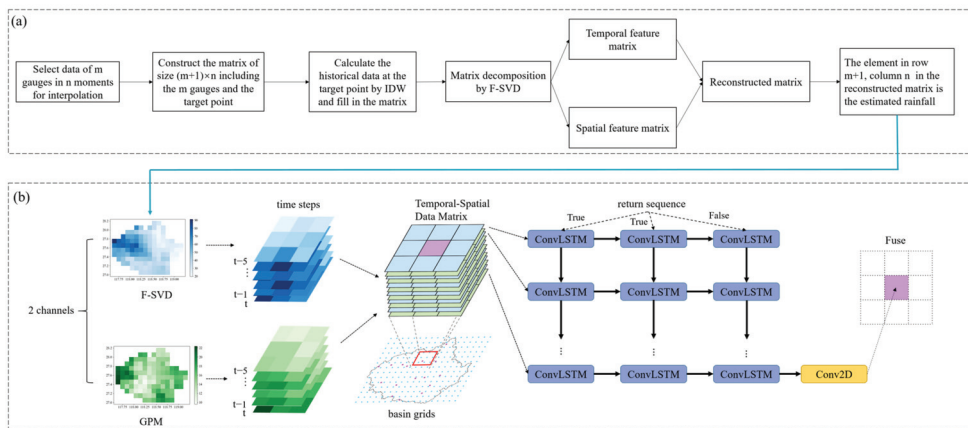 (a)
Select data of m
gauges in n moments
for interpolation
Construct the matrix of
size (m+1)×n including
the m gauges and the
target point
Calculate the
historical data at the
target point by IDW
and fill in the matrix
Matrix decomposition
by F-SVD
Temporal feature
matrix
Spatial feature matrix
Reconstructed matrix
The element in row
m+1, column n in the
reconstructed matrix is
the estimated rainfall
(b)
2 channels
F-SVD
GPM
time steps
t−5
⋮
t−1
t
t−5
⋮
t−1
t
Temporal-Spatial
Data Matrix
basin grids
return sequence
True
True
False
ConvLSTM
ConvLSTM
ConvLSTM
ConvLSTM
ConvLSTM
ConvLSTM
⋮
⋮
⋮
ConvLSTM
ConvLSTM
ConvLSTM
Conv2D
Fuse